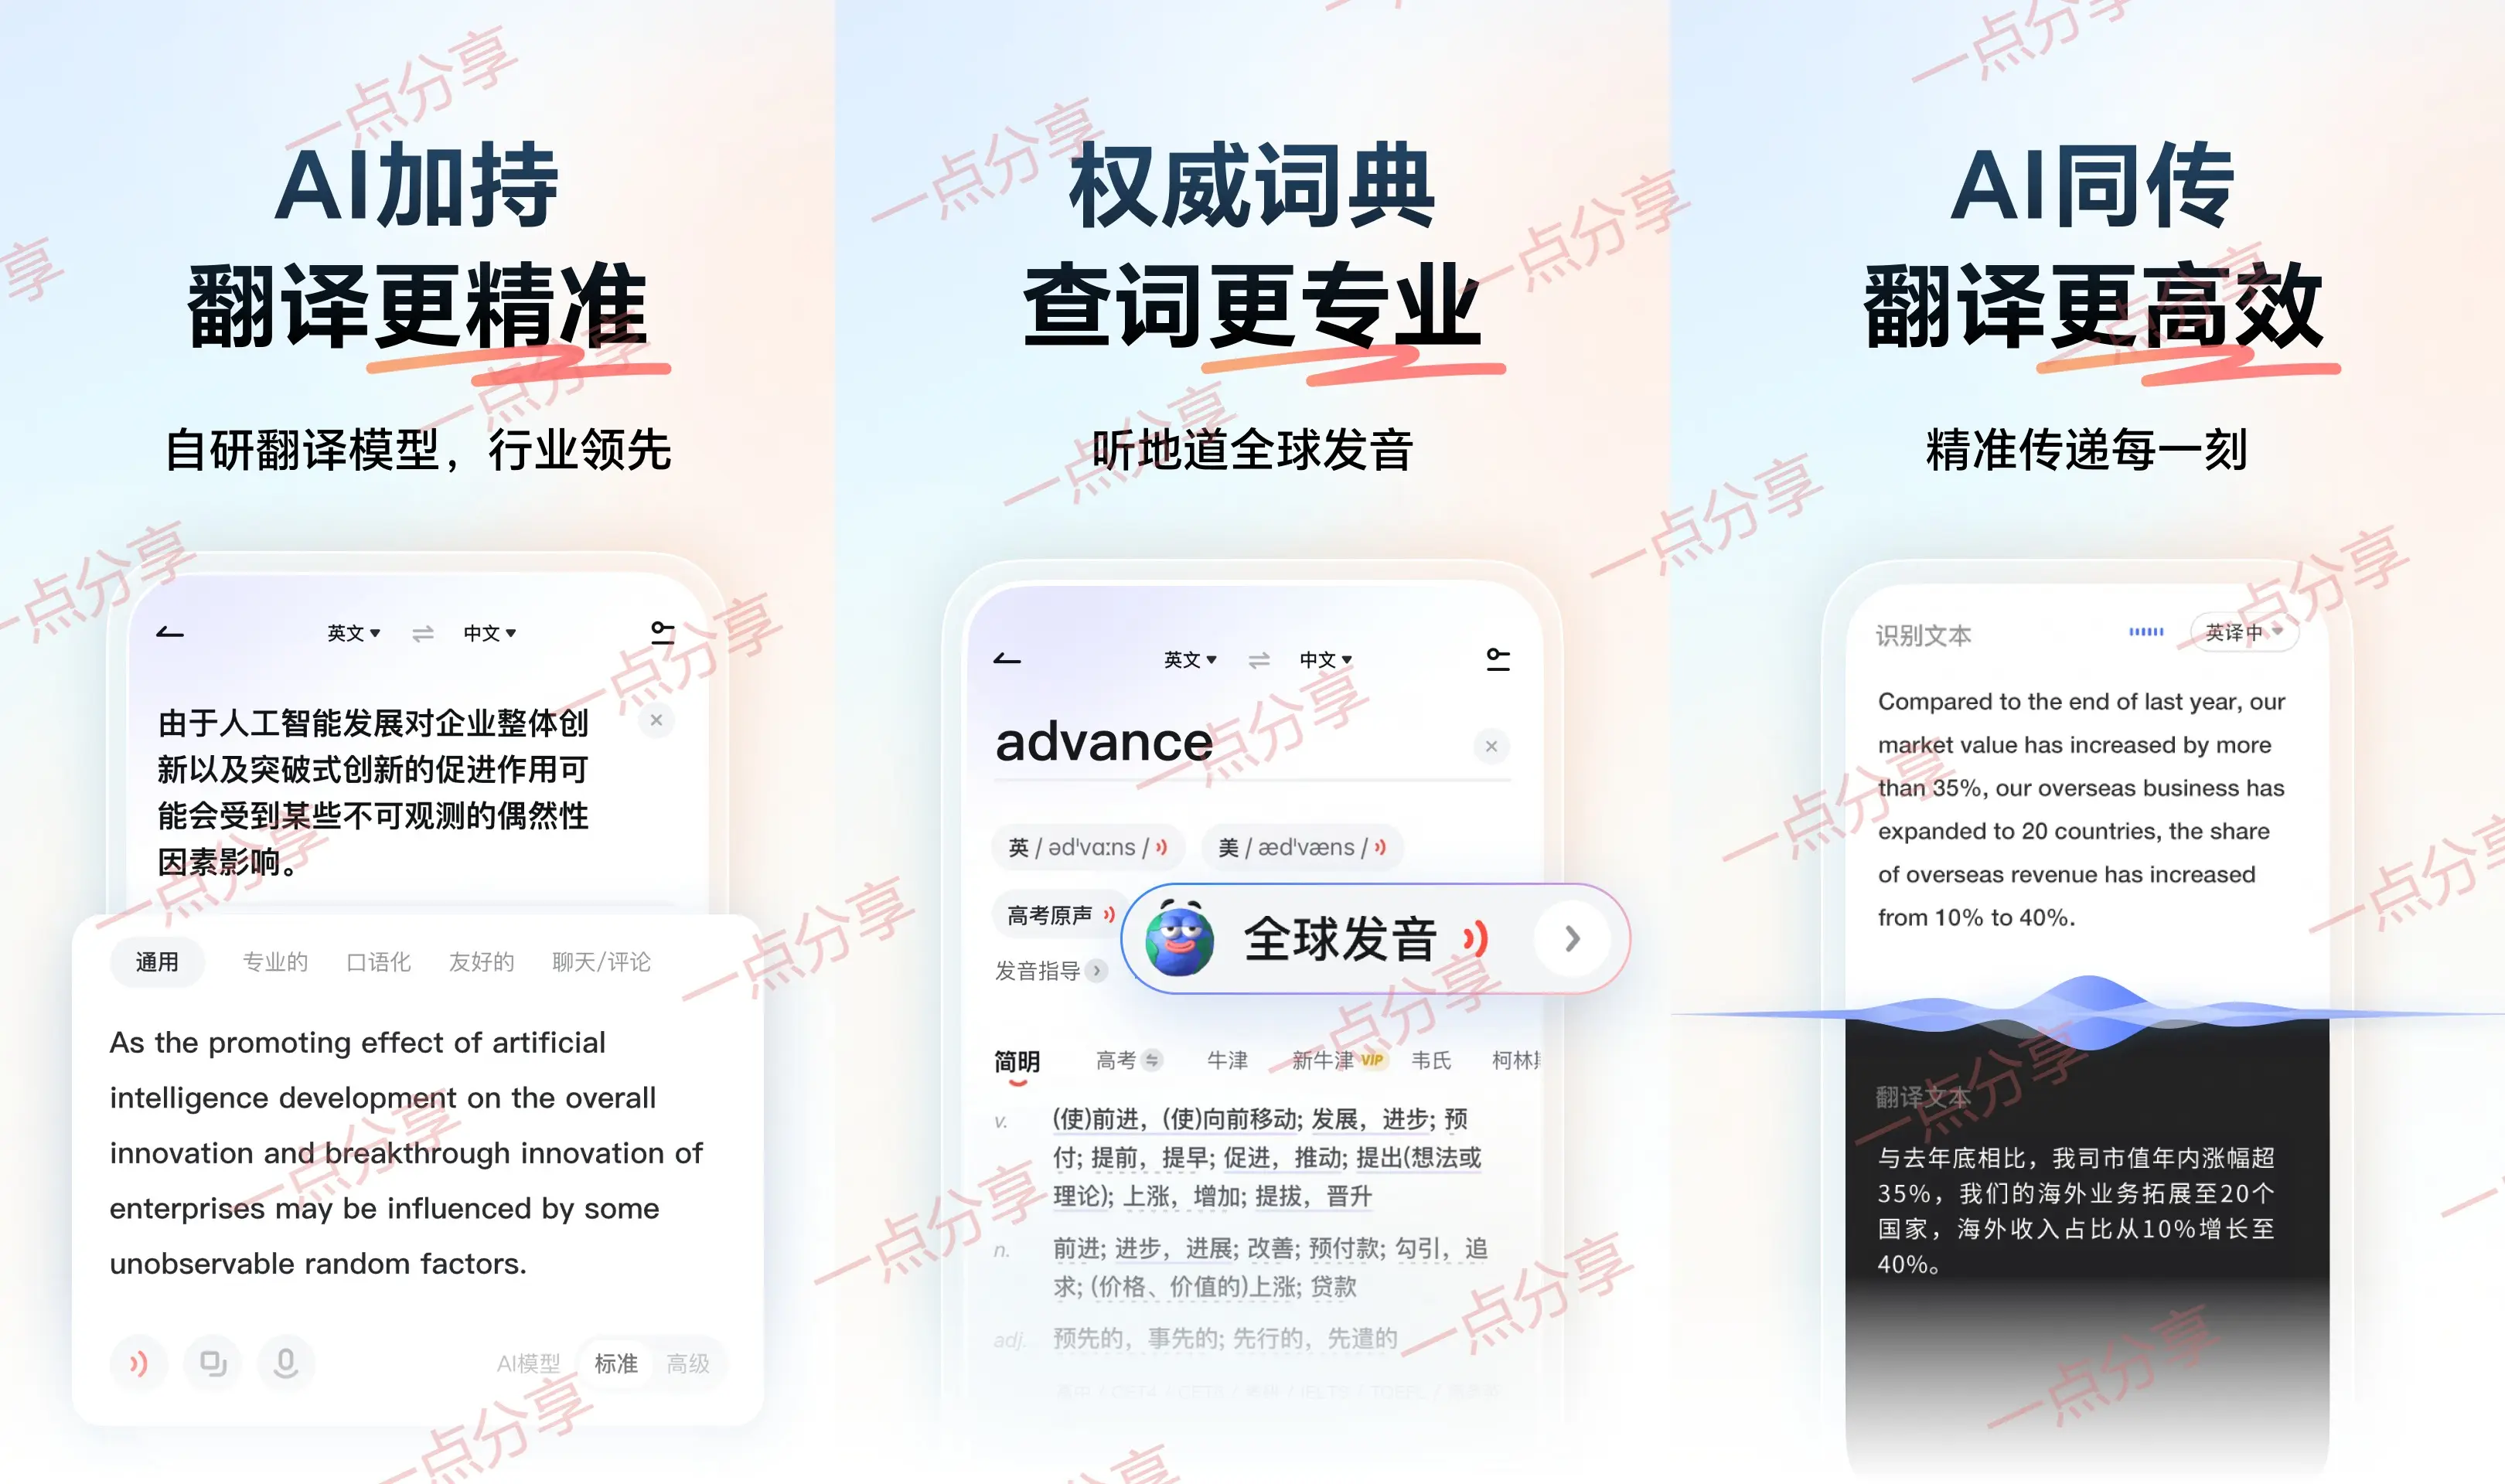 AI加持
翻译更精准
自研翻译模型，行业领先
英文
中文
由于人工智能发展对企业整体创
新以及突破式创新的促进作用可
能会受到某些不可观测的偶然性
因素影响。
通用 专业的 口语化 友好的 聊天/评论
As the promoting effect of artificial
intelligence development on the overall
innovation and breakthrough innovation of
enterprises may be influenced by some
unobservable random factors.
AI模型 标准 高级
权威词典
查词更专业
听地道全球发音
英文
中文
advance
英 / əd'vɑːns /
美 / æd'væns /
高考原声
全球发音
发音指导
简明 高考 牛津 新牛津 VIP 韦氏 柯林
v. (使)前进，(使)向前移动; 发展，进步; 预
付; 提前，提早; 促进，推动; 提出(想法或
理论); 上涨，增加; 提拔，晋升
n. 前进; 进步，进展; 改善; 预付款; 勾引，追
求; (价格、价值的)上涨; 贷款
adj. 预先的，事先的; 先行的，先遣的
AI同传
翻译更高效
精准传递每一刻
识别文本
英译中
Compared to the end of last year, our
market value has increased by more
than 35%, our overseas business has
expanded to 20 countries, the share
of overseas revenue has increased
from 10% to 40%.
翻译文本
与去年底相比，我司市值年内涨幅超
35%，我们的海外业务拓展至20个
国家，海外收入占比从10%增长至
40%。
一点分享